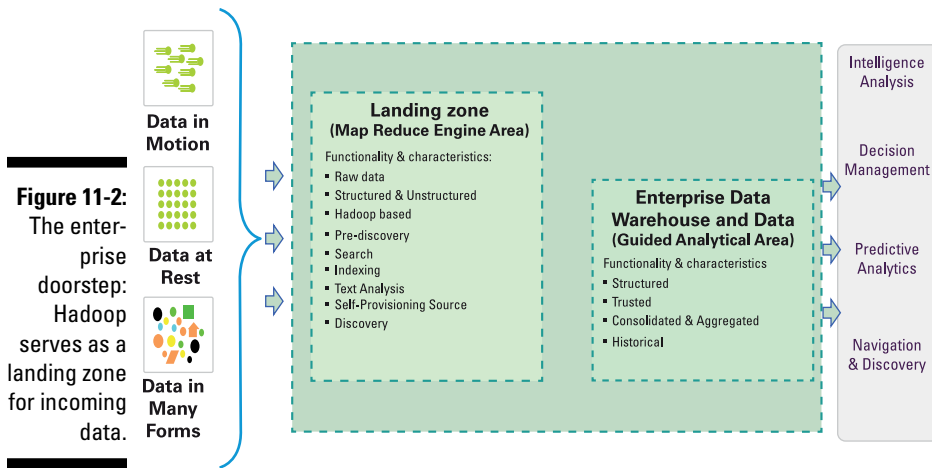 Figure 11-2:
The enter-
prise
doorstep:
Hadoop
serves as a
landing zone
for incoming
data.
Data in
Motion
Data at
Rest
Data in
Many
Forms
Landing zone
(Map Reduce Engine Area)
Functionality & characteristics:
▪ Raw data
▪ Structured & Unstructured
▪ Hadoop based
▪ Pre-discovery
▪ Search
▪ Indexing
▪ Text Analysis
▪ Self-Provisioning Source
▪ Discovery
Enterprise Data
Warehouse and Data
(Guided Analytical Area)
Functionality & characteristics
▪ Structured
▪ Trusted
▪ Consolidated & Aggregated
▪ Historical
Intelligence
Analysis
Decision
Management
Predictive
Analytics
Navigation
& Discovery